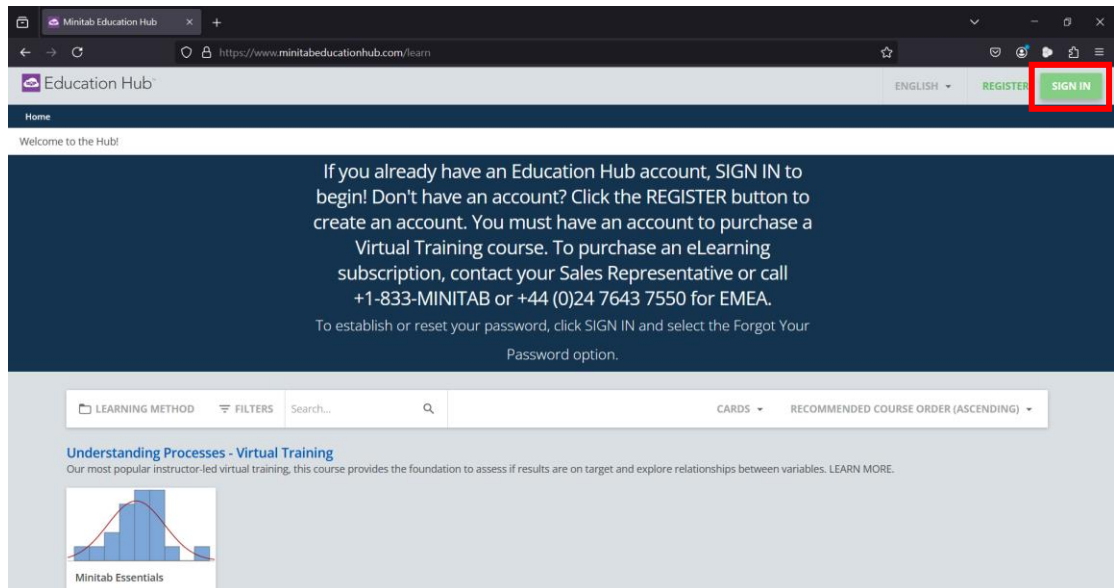 Minitab Education Hub
https://www.minitabeducationhub.com/learn
Education Hub
ENGLISH REGISTER SIGN IN
Home
Welcome to the Hub!
If you already have an Education Hub account, SIGN IN to
begin! Don't have an account? Click the REGISTER button to
create an account. You must have an account to purchase a
Virtual Training course. To purchase an eLearning
subscription, contact your Sales Representative or call
+1-833-MINITAB or +44 (0)24 7643 7550 for EMEA.
To establish or reset your password, click SIGN IN and select the Forgot Your
Password option.
LEARNING METHOD FILTERS Search... CARDS RECOMMENDED COURSE ORDER (ASCENDING)
Understanding Processes - Virtual Training
Our most popular instructor-led virtual training, this course provides the foundation to assess if results are on target and explore relationships between variables. LEARN MORE.
Minitab Essentials